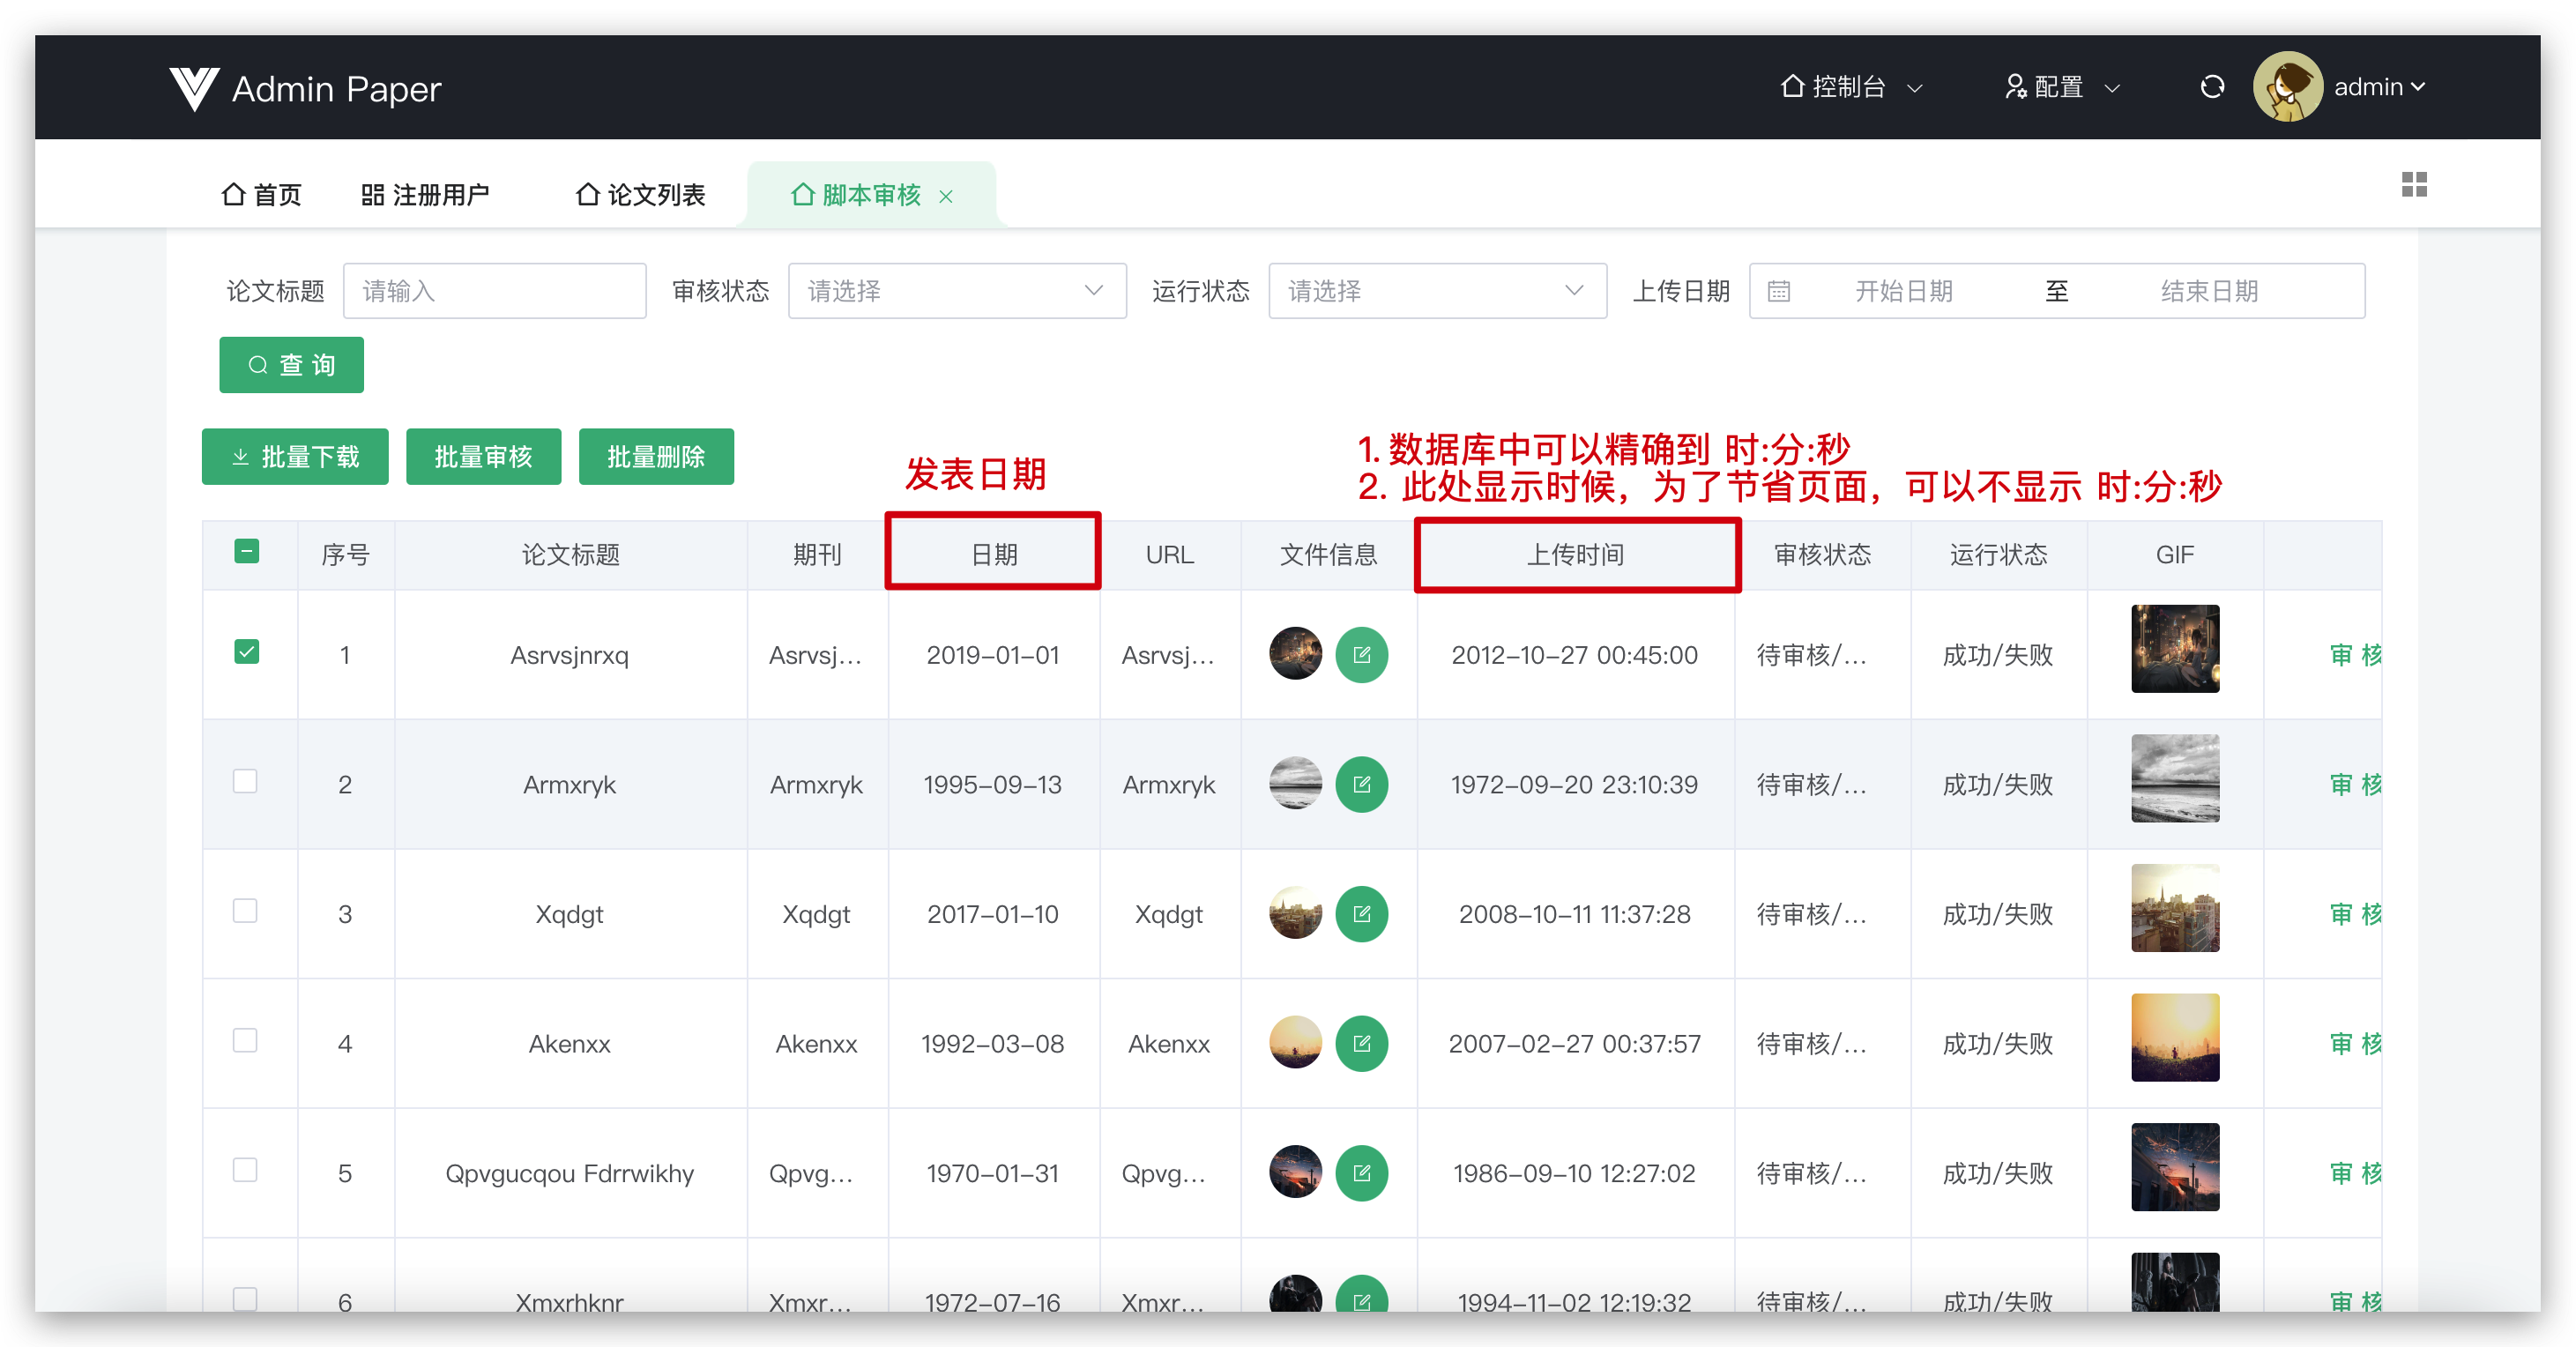 Admin Paper
控制台
配置
admin
首页
注册用户
论文列表
脚本审核
论文标题 请输入 审核状态 请选择 运行状态 请选择 上传日期 开始日期 至 结束日期
查 询
批量下载 批量审核 批量删除
发表日期
1. 数据库中可以精确到 时:分:秒
2. 此处显示时候，为了节省页面，可以不显示 时:分:秒
序号 论文标题 期刊 日期 URL 文件信息 上传时间 审核状态 运行状态 GIF
1 Asrvsjnrxq Asrvsj... 2019-01-01 Asrvsj... 2012-10-27 00:45:00 待审核/... 成功/失败 审 核
2 Armxryk Armxryk 1995-09-13 Armxryk 1972-09-20 23:10:39 待审核/... 成功/失败 审 核
3 Xqdgt Xqdgt 2017-01-10 Xqdgt 2008-10-11 11:37:28 待审核/... 成功/失败 审 核
4 Akenxx Akenxx 1992-03-08 Akenxx 2007-02-27 00:37:57 待审核/... 成功/失败 审 核
5 Qpvgucqou Fdrrwikhy Qpvg... 1970-01-31 Qpvg... 1986-09-10 12:27:02 待审核/... 成功/失败 审 核
6 Xmxrhknr Xmxr... 1972-07-16 Xmxr... 1994-11-02 12:19:32 待审核/... 成功/失败 审 核